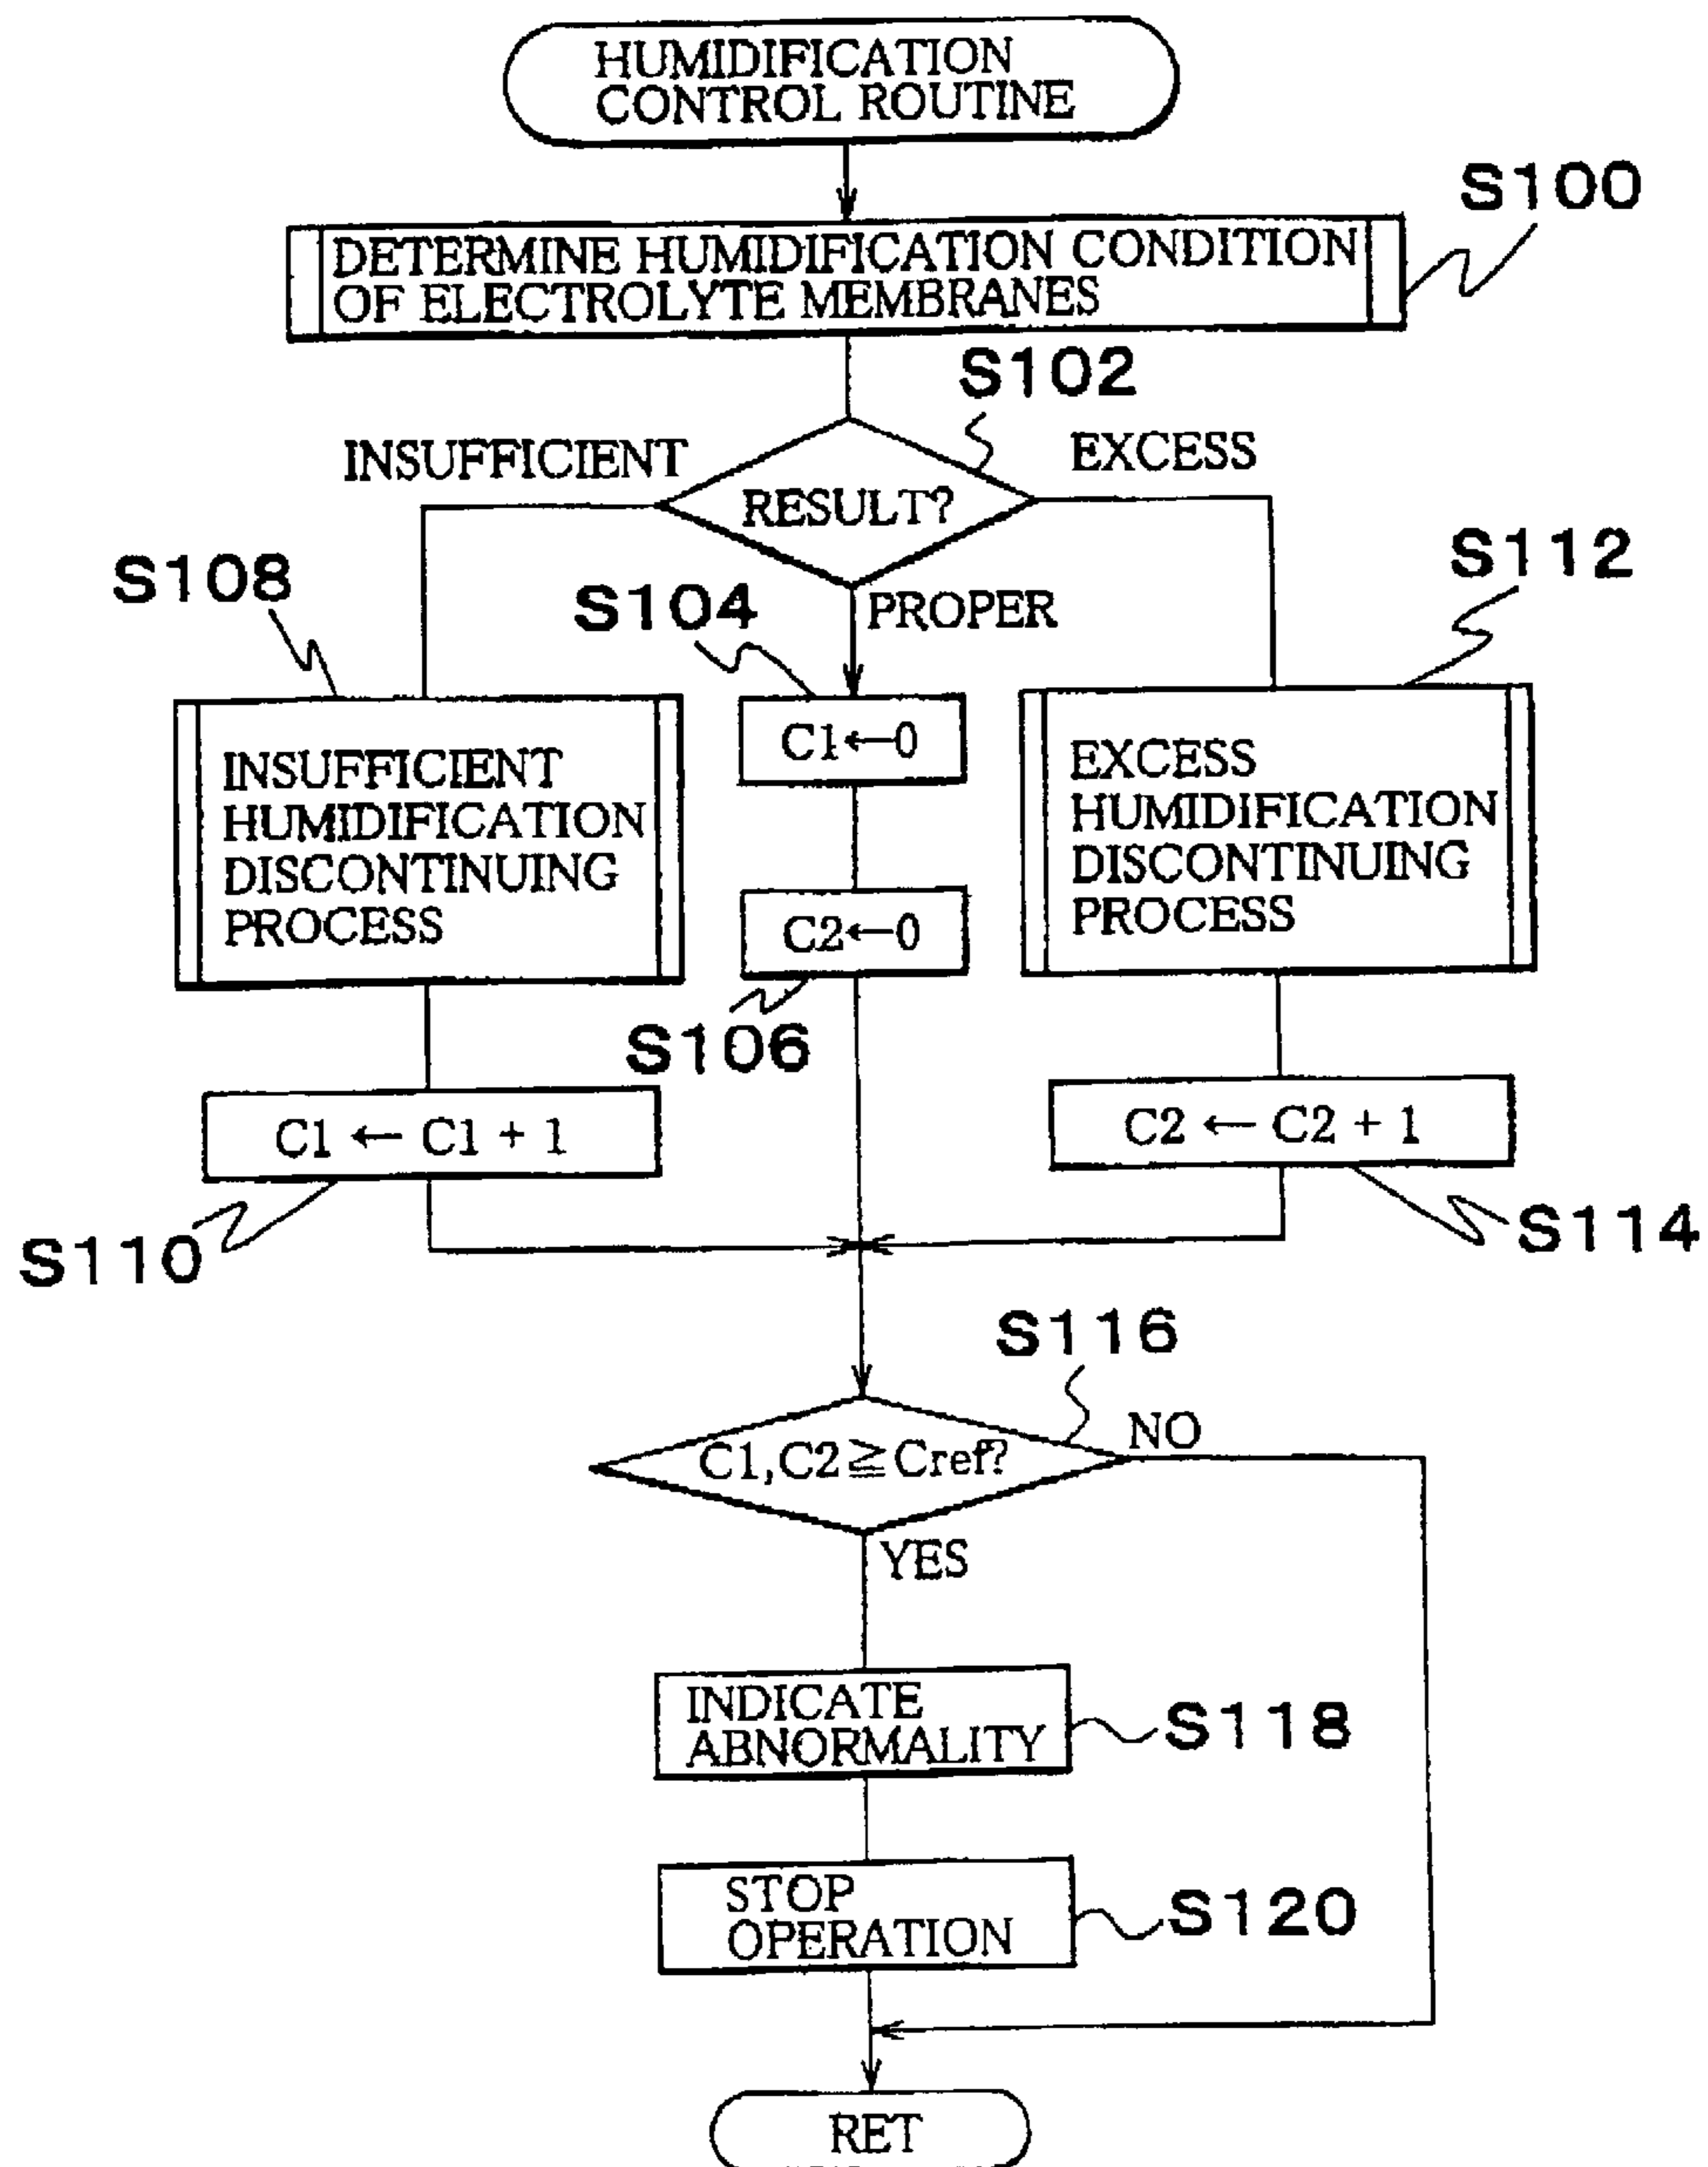 HUMIDIFICATION
CONTROL ROUTINE
S100
DETERMINE HUMIDIFICATION CONDITION
OF ELECTROLYTE MEMBRANES
S102
INSUFFICIENT
EXCESS
RESULT?
S108
S104
PROPER
S112
C1←0
INSUFFICIENT
HUMIDIFICATION
DISCONTINUING
PROCESS
EXCESS
HUMIDIFICATION
DISCONTINUING
PROCESS
C2←0
S106
C1 ← C1 + 1
C2 ← C2 + 1
S110
S114
S116
C1,C2≧Cref?
NO
YES
INDICATE
ABNORMALITY
S118
STOP
OPERATION
S120
RET